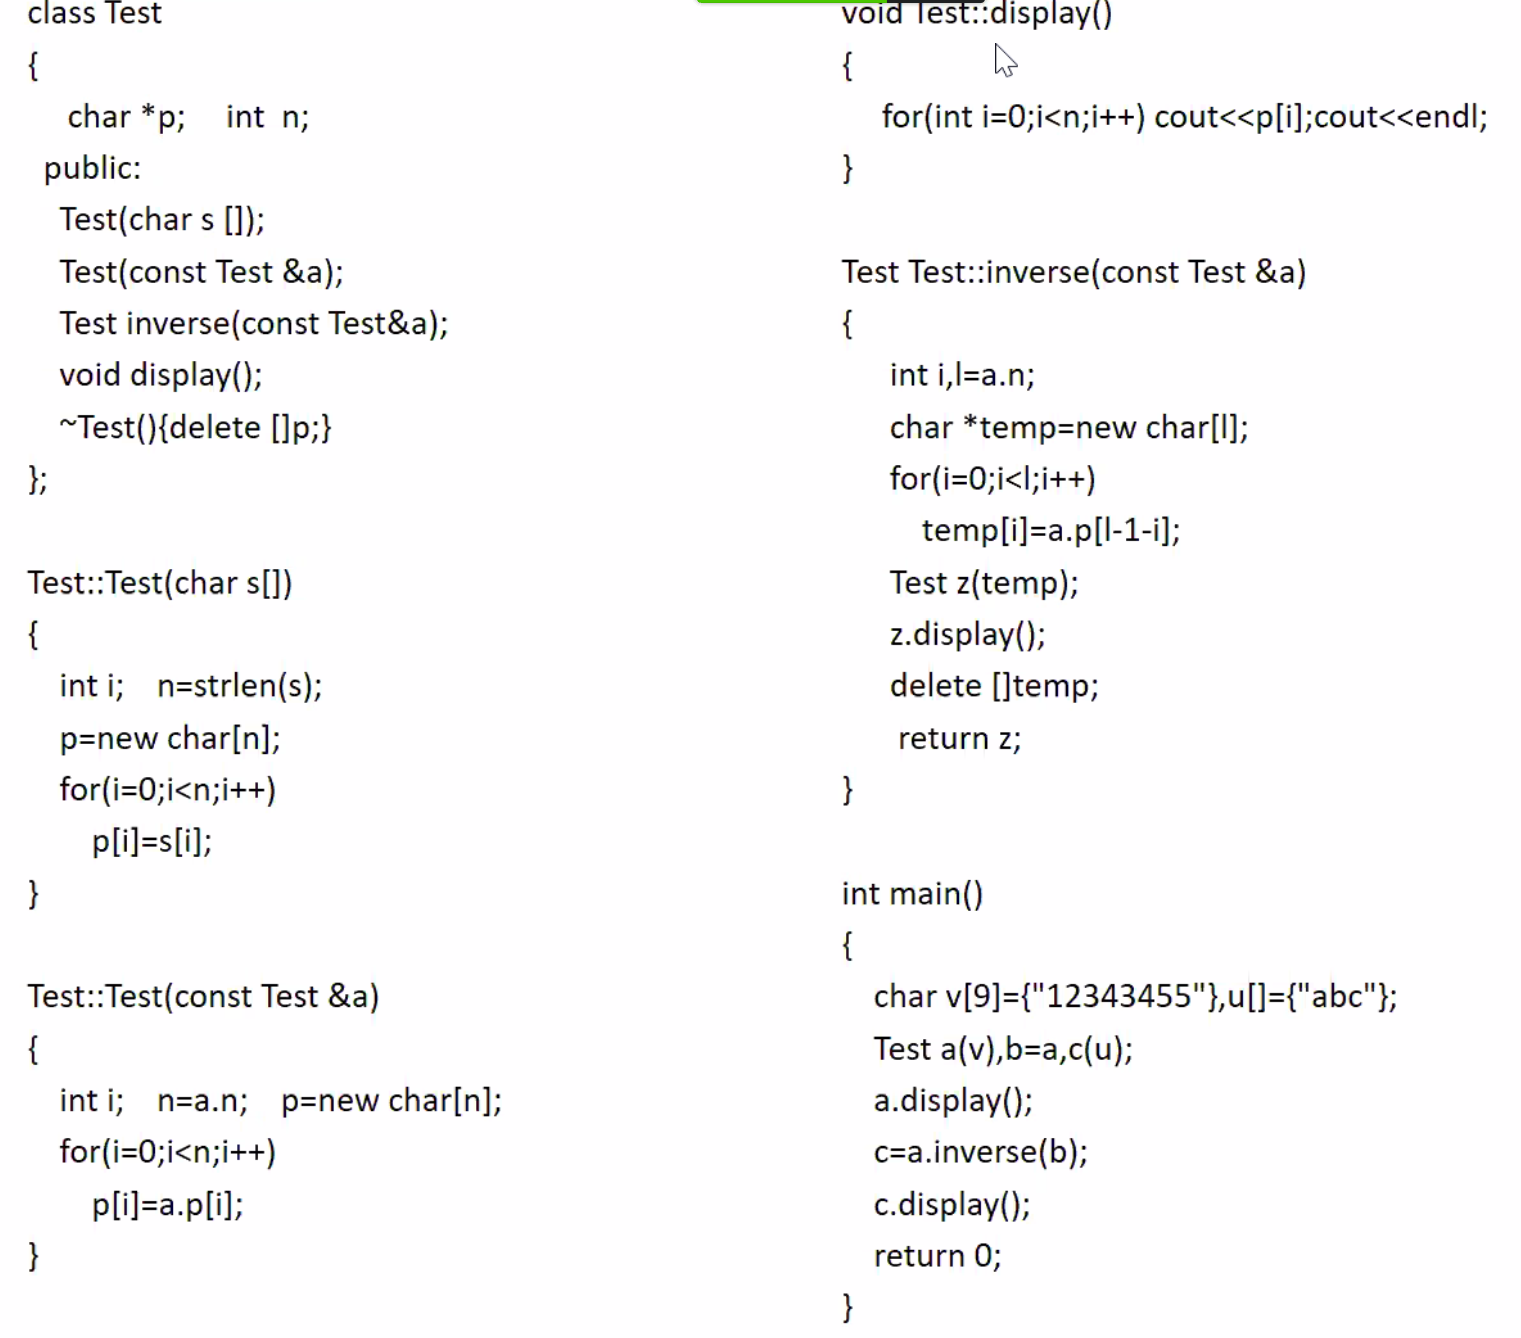 class Test
{
char *p; int n;
public:
Test(char s []);
Test(const Test &a);
Test inverse(const Test&a);
void display();
~Test(){delete []p;}
};
Test::Test(char s[])
{
int i; n=strlen(s);
p=new char[n];
for(i=0;i<n;i++)
p[i]=s[i];
}
Test::Test(const Test &a)
{
int i; n=a.n; p=new char[n];
for(i=0;i<n;i++)
p[i]=a.p[i];
}
void Test::display()
{
for(int i=0;i<n;i++) cout<<p[i];cout<<endl;
}
Test Test::inverse(const Test &a)
{
int i,l=a.n;
char *temp=new char[l];
for(i=0;i<l;i++)
temp[i]=a.p[l-1-i];
Test z(temp);
z.display();
delete []temp;
return z;
}
int main()
{
char v[9]={"12343455"},u[]={"abc"};
Test a(v),b=a,c(u);
a.display();
c=a.inverse(b);
c.display();
return 0;
}